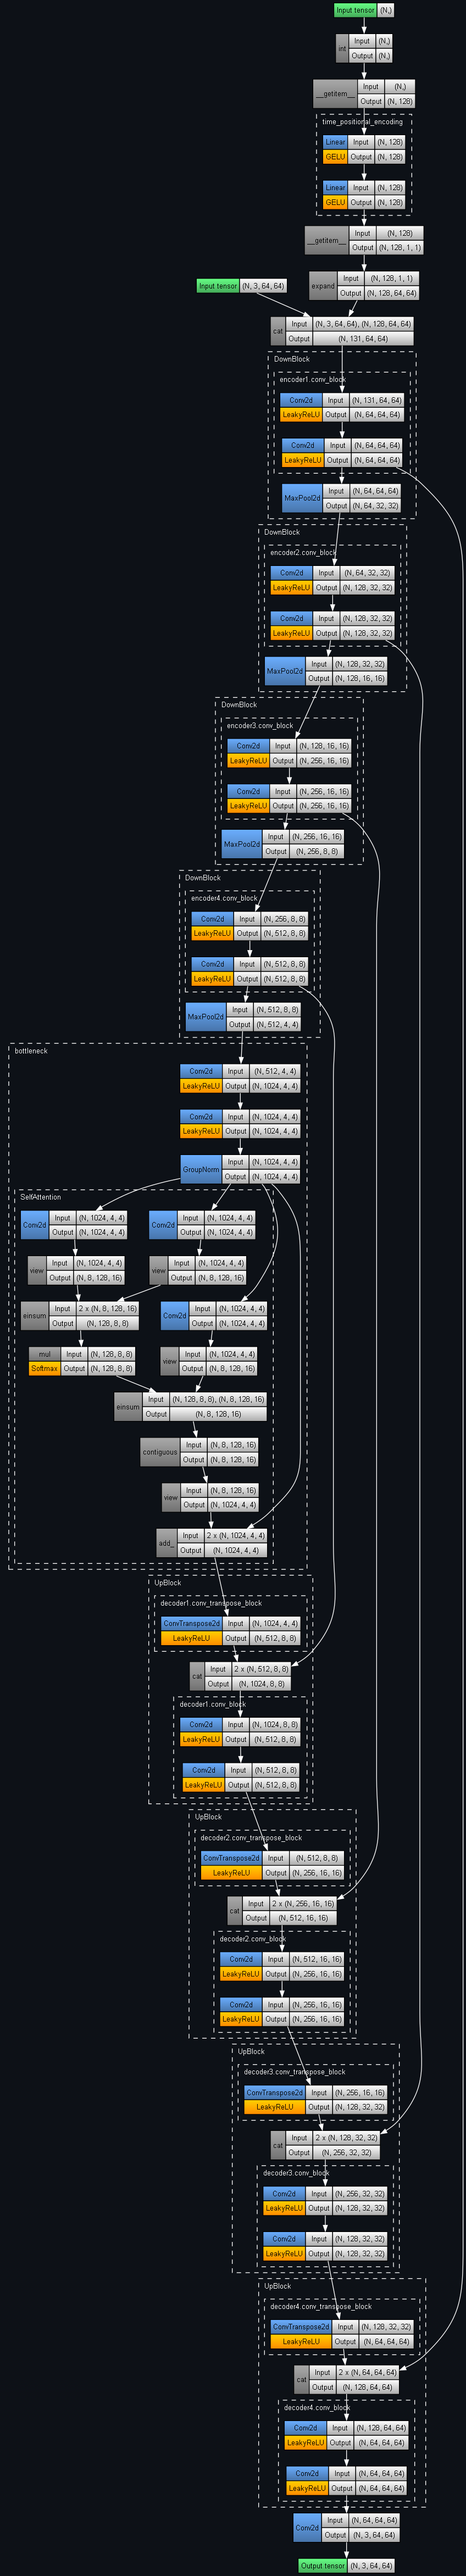 Input tensor (N,)
int Input (N,)
Output (N,)
__getitem__ Input (N,)
Output (N, 128)
time_positional_encoding
Linear Input (N, 128)
GELU Output (N, 128)
Linear Input (N, 128)
GELU Output (N, 128)
__getitem__ Input (N, 128)
Output (N, 128, 1, 1)
Input tensor (N, 3, 64, 64)
expand Input (N, 128, 1, 1)
Output (N, 128, 64, 64)
cat Input (N, 3, 64, 64), (N, 128, 64, 64)
Output (N, 131, 64, 64)
DownBlock
encoder1.conv_block
Conv2d Input (N, 131, 64, 64)
LeakyReLU Output (N, 64, 64, 64)
Conv2d Input (N, 64, 64, 64)
LeakyReLU Output (N, 64, 64, 64)
MaxPool2d Input (N, 64, 64, 64)
Output (N, 64, 32, 32)
DownBlock
encoder2.conv_block
Conv2d Input (N, 64, 32, 32)
LeakyReLU Output (N, 128, 32, 32)
Conv2d Input (N, 128, 32, 32)
LeakyReLU Output (N, 128, 32, 32)
MaxPool2d Input (N, 128, 32, 32)
Output (N, 128, 16, 16)
DownBlock
encoder3.conv_block
Conv2d Input (N, 128, 16, 16)
LeakyReLU Output (N, 256, 16, 16)
Conv2d Input (N, 256, 16, 16)
LeakyReLU Output (N, 256, 16, 16)
MaxPool2d Input (N, 256, 16, 16)
Output (N, 256, 8, 8)
DownBlock
encoder4.conv_block
Conv2d Input (N, 256, 8, 8)
LeakyReLU Output (N, 512, 8, 8)
Conv2d Input (N, 512, 8, 8)
LeakyReLU Output (N, 512, 8, 8)
MaxPool2d Input (N, 512, 8, 8)
Output (N, 512, 4, 4)
bottleneck
Conv2d Input (N, 512, 4, 4)
LeakyReLU Output (N, 1024, 4, 4)
Conv2d Input (N, 1024, 4, 4)
LeakyReLU Output (N, 1024, 4, 4)
GroupNorm Input (N, 1024, 4, 4)
Output (N, 1024, 4, 4)
SelfAttention
Conv2d Input (N, 1024, 4, 4) Conv2d Input (N, 1024, 4, 4)
Output (N, 1024, 4, 4) Output (N, 1024, 4, 4)
view Input (N, 1024, 4, 4) view Input (N, 1024, 4, 4)
Output (N, 8, 128, 16) Output (N, 8, 128, 16)
einsum Input 2 x (N, 8, 128, 16) Conv2d Input (N, 1024, 4, 4)
Output (N, 128, 8, 8) Output (N, 1024, 4, 4)
mul Input (N, 128, 8, 8) view Input (N, 1024, 4, 4)
Softmax Output (N, 128, 8, 8) Output (N, 8, 128, 16)
einsum Input (N, 128, 8, 8), (N, 8, 128, 16)
Output (N, 8, 128, 16)
contiguous Input (N, 8, 128, 16)
Output (N, 8, 128, 16)
view Input (N, 8, 128, 16)
Output (N, 1024, 4, 4)
add_ Input 2 x (N, 1024, 4, 4)
Output (N, 1024, 4, 4)
UpBlock
decoder1.conv_transpose_block
ConvTranspose2d Input (N, 1024, 4, 4)
LeakyReLU Output (N, 512, 8, 8)
cat Input 2 x (N, 512, 8, 8)
Output (N, 1024, 8, 8)
decoder1.conv_block
Conv2d Input (N, 1024, 8, 8)
LeakyReLU Output (N, 512, 8, 8)
Conv2d Input (N, 512, 8, 8)
LeakyReLU Output (N, 512, 8, 8)
UpBlock
decoder2.conv_transpose_block
ConvTranspose2d Input (N, 512, 8, 8)
LeakyReLU Output (N, 256, 16, 16)
cat Input 2 x (N, 256, 16, 16)
Output (N, 512, 16, 16)
decoder2.conv_block
Conv2d Input (N, 512, 16, 16)
LeakyReLU Output (N, 256, 16, 16)
Conv2d Input (N, 256, 16, 16)
LeakyReLU Output (N, 256, 16, 16)
UpBlock
decoder3.conv_transpose_block
ConvTranspose2d Input (N, 256, 16, 16)
LeakyReLU Output (N, 128, 32, 32)
cat Input 2 x (N, 128, 32, 32)
Output (N, 256, 32, 32)
decoder3.conv_block
Conv2d Input (N, 256, 32, 32)
LeakyReLU Output (N, 128, 32, 32)
Conv2d Input (N, 128, 32, 32)
LeakyReLU Output (N, 128, 32, 32)
UpBlock
decoder4.conv_transpose_block
ConvTranspose2d Input (N, 128, 32, 32)
LeakyReLU Output (N, 64, 64, 64)
cat Input 2 x (N, 64, 64, 64)
Output (N, 128, 64, 64)
decoder4.conv_block
Conv2d Input (N, 128, 64, 64)
LeakyReLU Output (N, 64, 64, 64)
Conv2d Input (N, 64, 64, 64)
LeakyReLU Output (N, 64, 64, 64)
Conv2d Input (N, 64, 64, 64)
Output (N, 3, 64, 64)
Output tensor (N, 3, 64, 64)